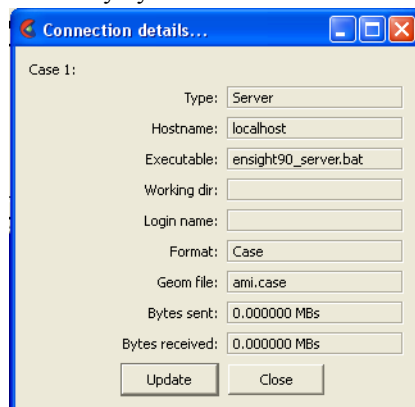 Connection details...
Case 1:
Type: Server
Hostname: localhost
Executable: ensight90_server.bat
Working dir:
Login name:
Format: Case
Geom file: ami.case
Bytes sent: 0.000000 MBs
Bytes received: 0.000000 MBs
Update Close